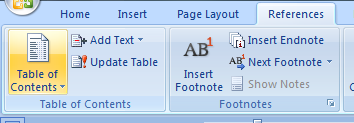 Home Insert Page Layout References
Table of Contents
Add Text
Update Table
Table of Contents
AB1
Insert Footnote
Insert Endnote
AB1 Next Footnote
Show Notes
Footnotes